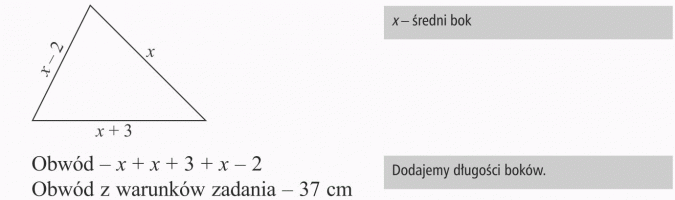 x – średni bok
x – 2
x
x + 3
Obwód – x + x + 3 + x – 2
Dodajemy długości boków.
Obwód z warunków zadania – 37 cm